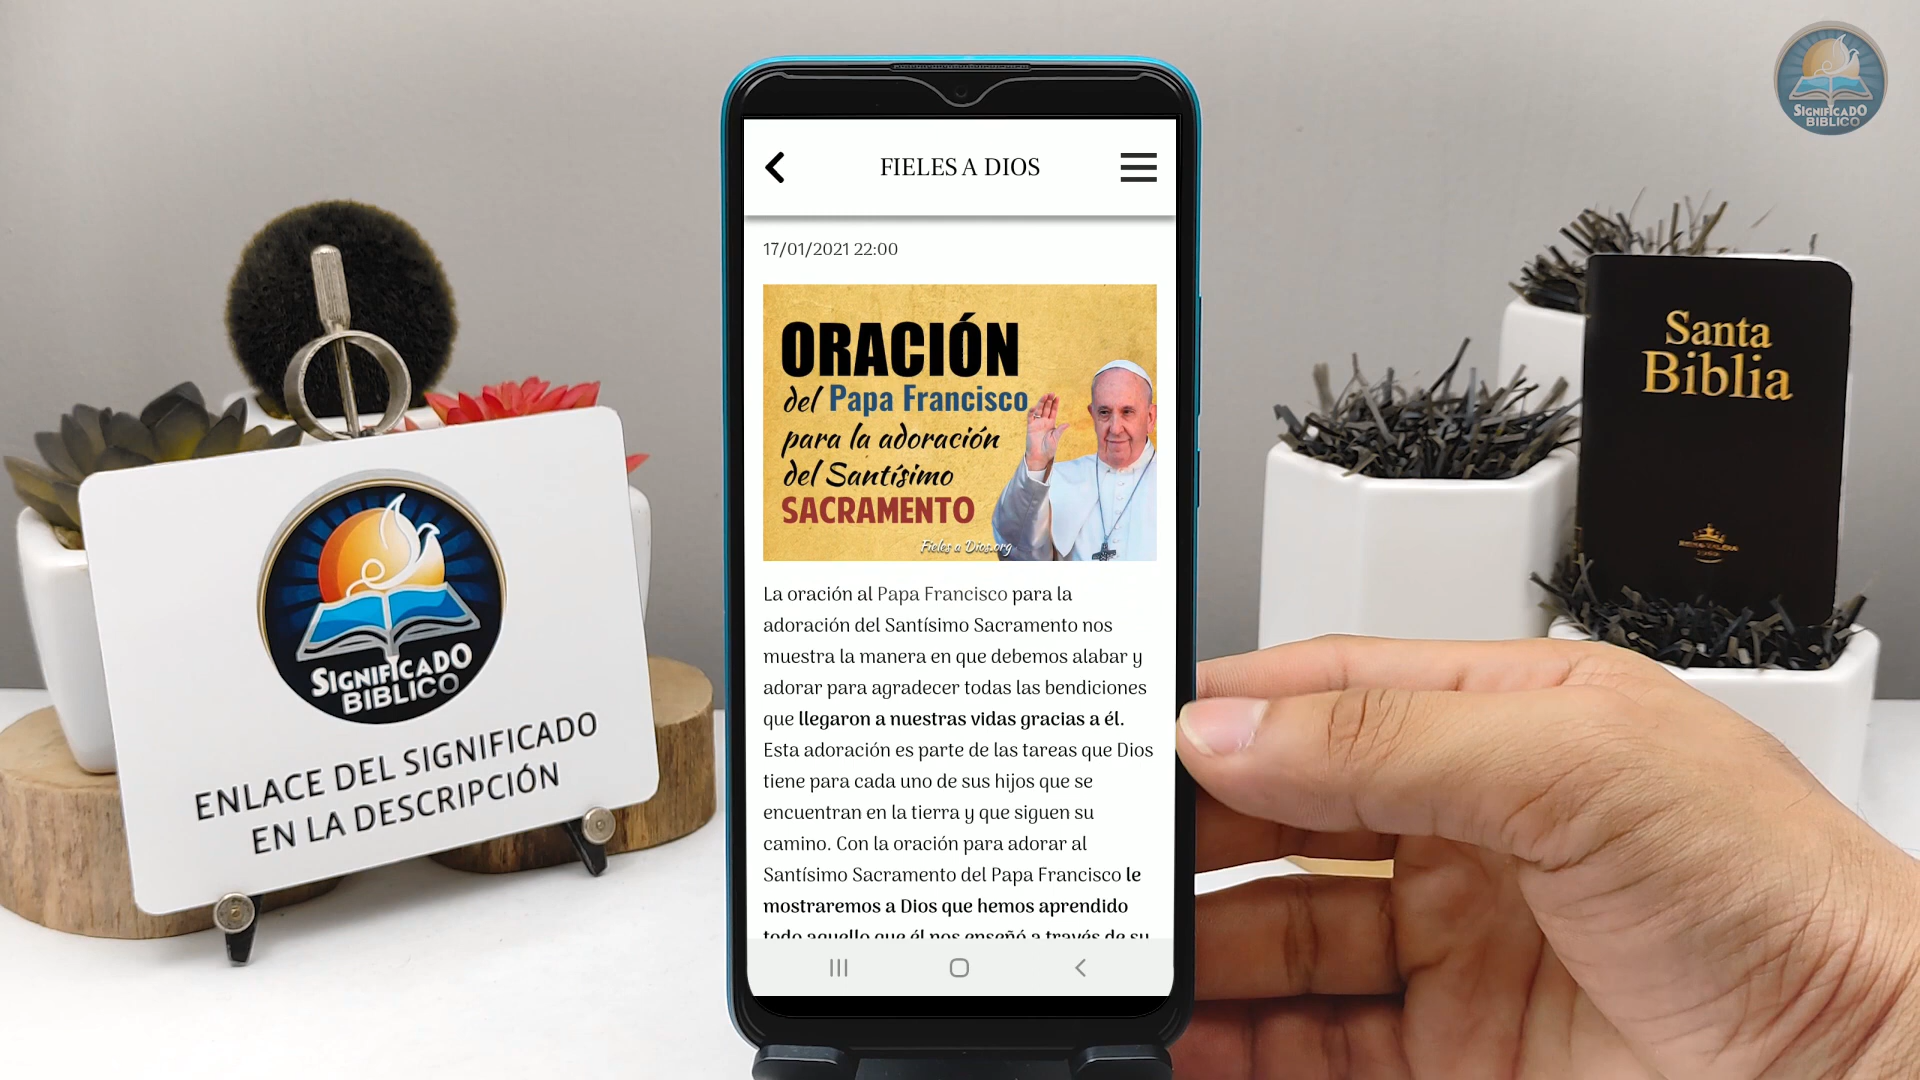 SIGNIFICADO
BIBLICO
FIELES A DIOS
17/01/2021 22:00
ORACIÓN
del Papa Francisco
para la adoración
del Santísimo
SACRAMENTO
Fieles a Dios.org
La oración al Papa Francisco para la
adoración del Santísimo Sacramento nos
muestra la manera en que debemos alabar y
adorar para agradecer todas las bendiciones
que llegaron a nuestras vidas gracias a él.
Esta adoración es parte de las tareas que Dios
tiene para cada uno de sus hijos que se
encuentran en la tierra y que siguen su
camino. Con la oración para adorar al
Santísimo Sacramento del Papa Francisco le
mostraremos a Dios que hemos aprendido
todo aquello que él nos enseñó a través de su
SIGNIFICADO
BIBLICO
ENLACE DEL SIGNIFICADO
EN LA DESCRIPCIÓN
Santa
Biblia
REINA-VALERA